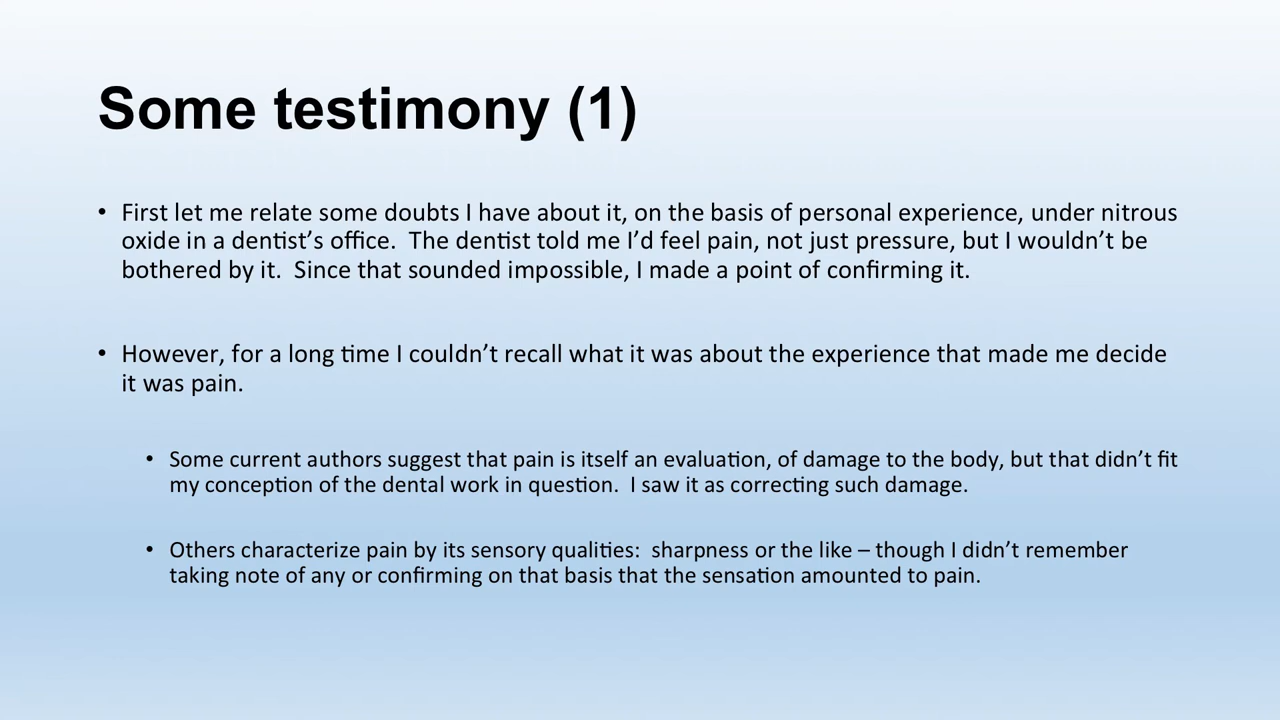 Some testimony (1)
• First let me relate some doubts I have about it, on the basis of personal experience, under nitrous
oxide in a dentist’s office.  The dentist told me I’d feel pain, not just pressure, but I wouldn’t be
bothered by it.  Since that sounded impossible, I made a point of confirming it.
• However, for a long time I couldn’t recall what it was about the experience that made me decide
it was pain.
• Some current authors suggest that pain is itself an evaluation, of damage to the body, but that didn’t fit
my conception of the dental work in question.  I saw it as correcting such damage.
• Others characterize pain by its sensory qualities:  sharpness or the like – though I didn’t remember
taking note of any or confirming on that basis that the sensation amounted to pain.